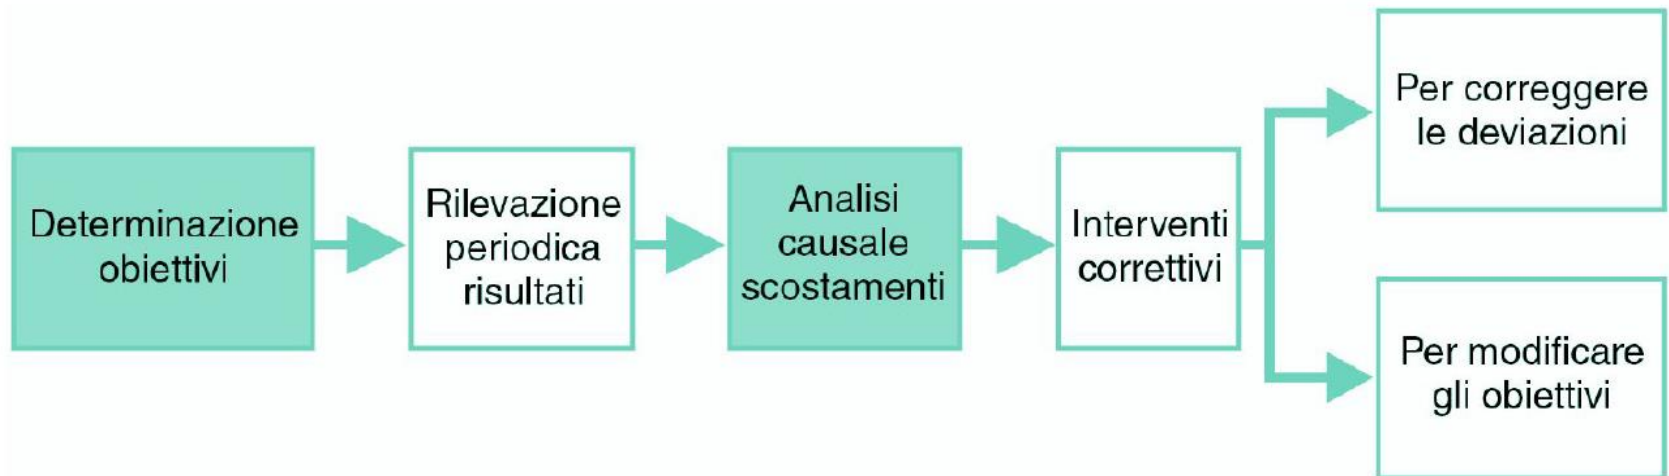 Determinazione
obiettivi
Rilevazione
periodica
risultati
Analisi
causale
scostamenti
Interventi
correttivi
Per correggere
le deviazioni
Per modificare
gli obiettivi